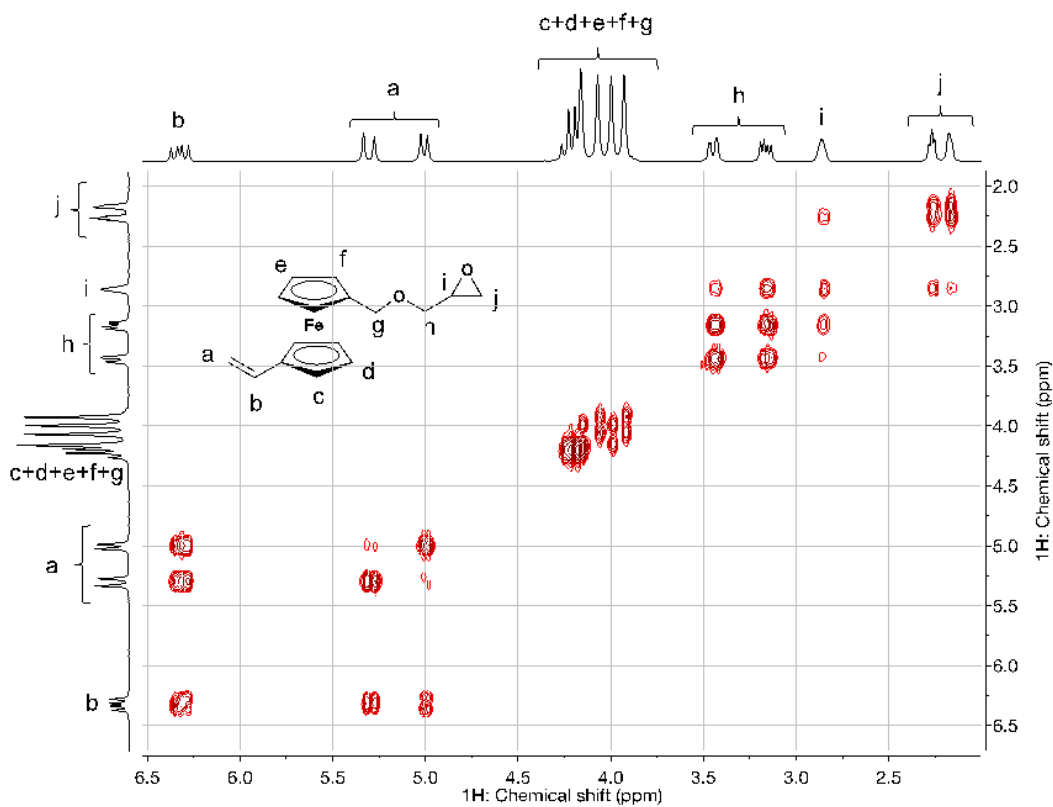 c+d+e+f+g
b
a
h
i
j
j
i
h
c+d+e+f+g
a
b
e
f
o
i
j
o
g
h
Fe
a
b
c
d
2.0
2.5
3.0
3.5
4.0
4.5
5.0
5.5
6.0
6.5
1H: Chemical shift (ppm)
6.5 6.0 5.5 5.0 4.5 4.0 3.5 3.0 2.5
1H: Chemical shift (ppm)